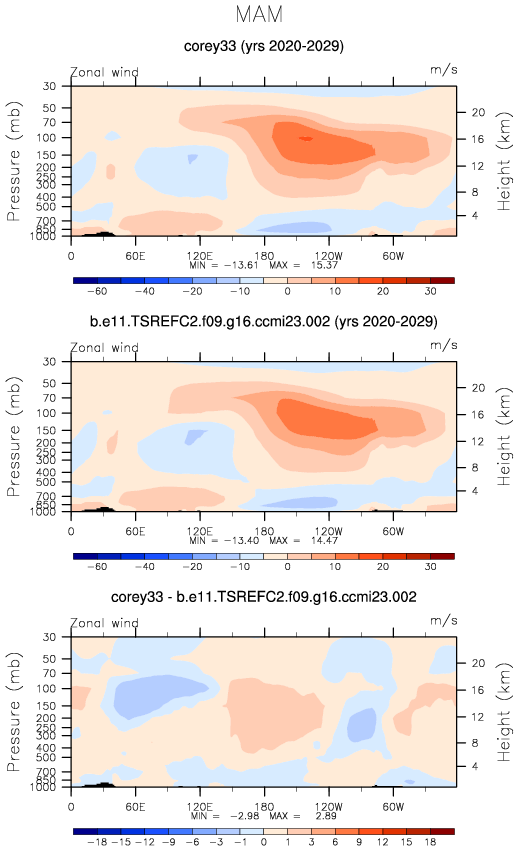 MAM
corey33 (yrs 2020-2029)
Zonal wind m/s
Pressure (mb)
30
50
70
100
150
200
250
300
400
500
700
850
1000
Height (km)
20
16
12
8
4
0 60E 120E 180 120W 60W
MIN = -13.61 MAX = 15.37
-60 -40 -20 -10 0 10 20 30
b.e11.TSREFC2.f09.g16.ccmi23.002 (yrs 2020-2029)
Zonal wind m/s
Pressure (mb)
30
50
70
100
150
200
250
300
400
500
700
850
1000
Height (km)
20
16
12
8
4
0 60E 120E 180 120W 60W
MIN = -13.40 MAX = 14.47
-60 -40 -20 -10 0 10 20 30
corey33 - b.e11.TSREFC2.f09.g16.ccmi23.002
Zonal wind m/s
Pressure (mb)
30
50
70
100
150
200
250
300
400
500
700
850
1000
Height (km)
20
16
12
8
4
0 60E 120E 180 120W 60W
MIN = -2.98 MAX = 2.89
-18 -15 -12 -9 -6 -3 -1 0 1 3 6 9 12 15 18